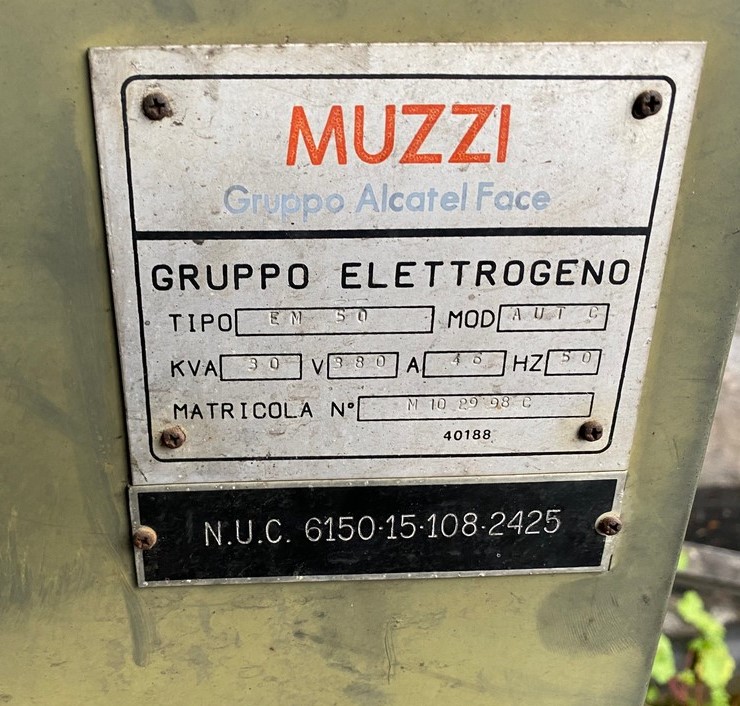 MUZZI
Gruppo Alcatel Face
GRUPPO ELETTROGENO
TIPO EM 50 MOD AUT C
KVA 30 V 380 A 46 HZ 50
MATRICOLA N° M 10 29 98 C
40188
N.U.C. 6150-15-108-2425